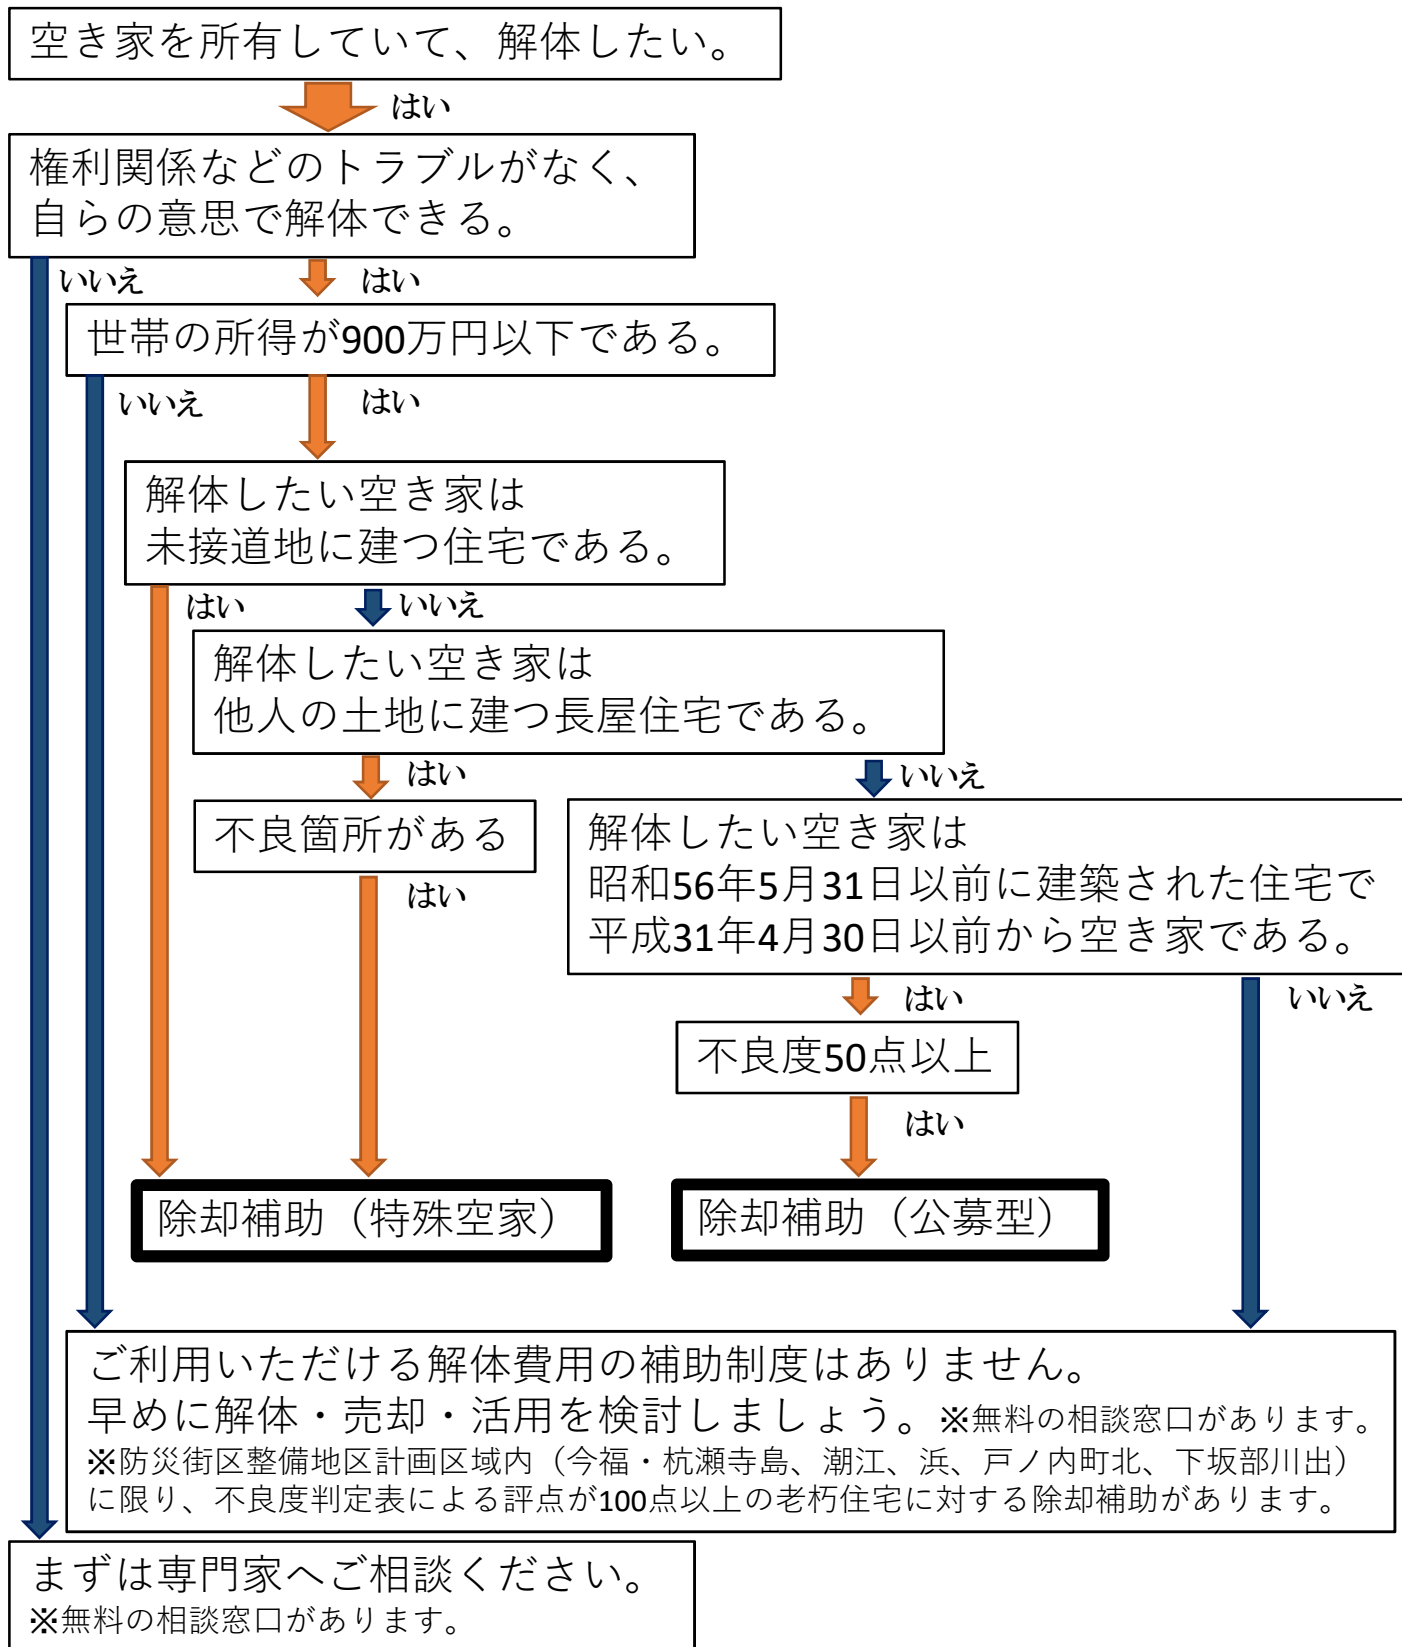 空き家を所有していて、解体したい。
はい
権利関係などのトラブルがなく、
自らの意思で解体できる。
いいえ はい
世帯の所得が900万円以下である。
いいえ はい
解体したい空き家は
未接道地に建つ住宅である。
はい いいえ
解体したい空き家は
他人の土地に建つ長屋住宅である。
はい いいえ
不良箇所がある
はい
解体したい空き家は
昭和56年5月31日以前に建築された住宅で
平成31年4月30日以前から空き家である。
はい いいえ
不良度50点以上
はい
除却補助（特殊空家） 除却補助（公募型）
ご利用いただける解体費用の補助制度はありません。
早めに解体・売却・活用を検討しましょう。※無料の相談窓口があります。
※防災街区整備地区計画区域内（今福・杭瀬寺島、潮江、浜、戸ノ内町北、下坂部川出）
に限り、不良度判定表による評点が100点以上の老朽住宅に対する除却補助があります。
まずは専門家へご相談ください。
※無料の相談窓口があります。